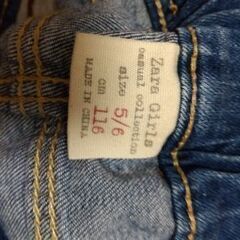 Zara Girls
casual collection
size 5/6
cm 116
MADE IN CHINA.